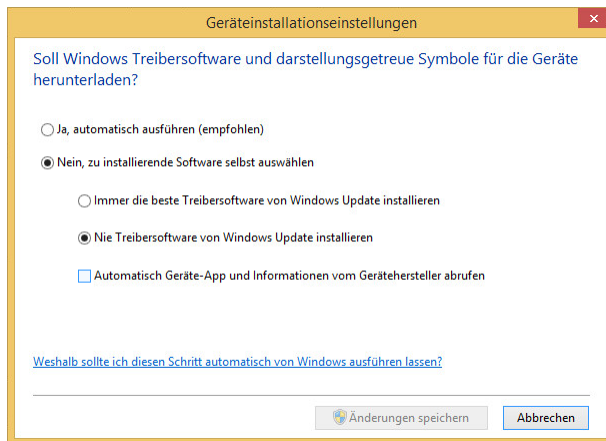 Geräteinstallationseinstellungen
Soll Windows Treibersoftware und darstellungsgetreue Symbole für die Geräte
herunterladen?
Ja, automatisch ausführen (empfohlen)
Nein, zu installierende Software selbst auswählen
Immer die beste Treibersoftware von Windows Update installieren
Nie Treibersoftware von Windows Update installieren
Automatisch Geräte-App und Informationen vom Gerätehersteller abrufen
Weshalb sollte ich diesen Schritt automatisch von Windows ausführen lassen?
Änderungen speichern
Abbrechen